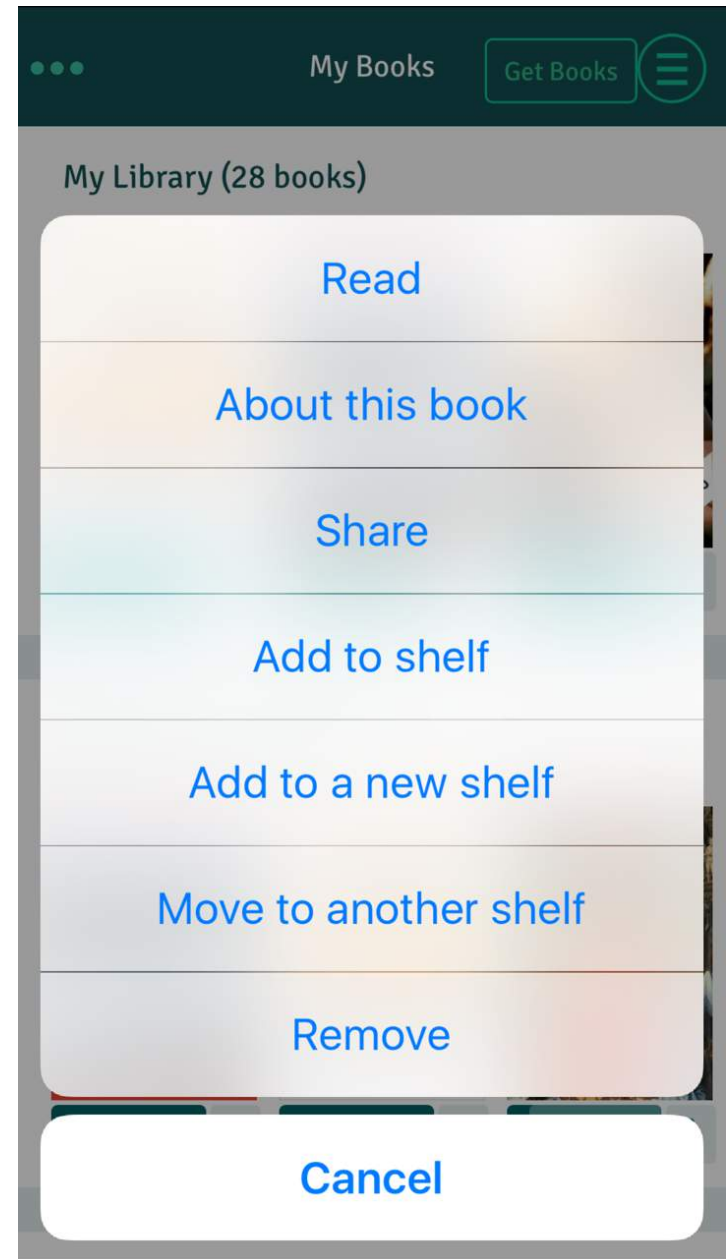 My Books
Get Books
My Library (28 books)
Read
About this book
Share
Add to shelf
Add to a new shelf
Move to another shelf
Remove
Cancel